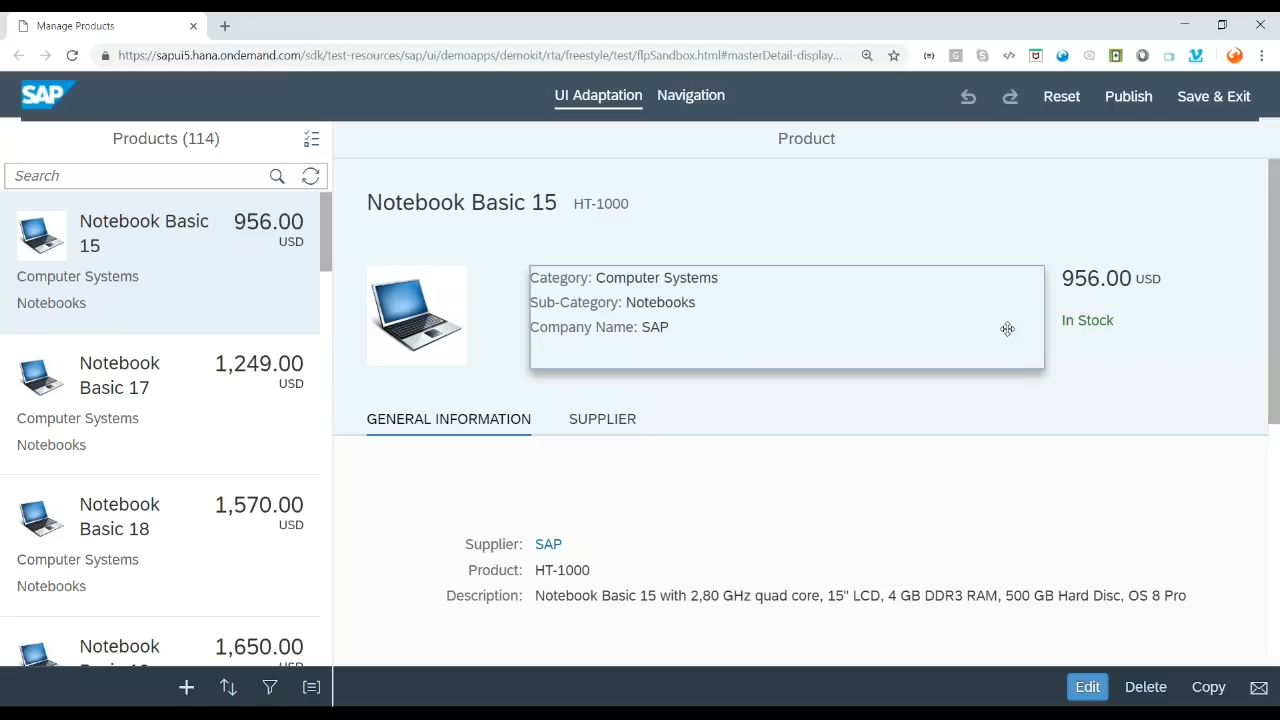 Manage Products
https://sapui5.hana.ondemand.com/sdk/test-resources/sap/ui/demoapps/demokit/rta/freestyle/test/flpSandbox.html#masterDetail-display...
SAP
UI Adaptation Navigation
Reset Publish Save & Exit
Products (114)
Search
Notebook Basic 15
956.00
USD
Computer Systems
Notebooks
Notebook Basic 17
1,249.00
USD
Computer Systems
Notebooks
Notebook Basic 18
1,570.00
USD
Computer Systems
Notebooks
Notebook
1,650.00
Product
Notebook Basic 15 HT-1000
Category: Computer Systems
Sub-Category: Notebooks
Company Name: SAP
956.00 USD
In Stock
GENERAL INFORMATION SUPPLIER
Supplier: SAP
Product: HT-1000
Description: Notebook Basic 15 with 2,80 GHz quad core, 15" LCD, 4 GB DDR3 RAM, 500 GB Hard Disc, OS 8 Pro
Edit Delete Copy